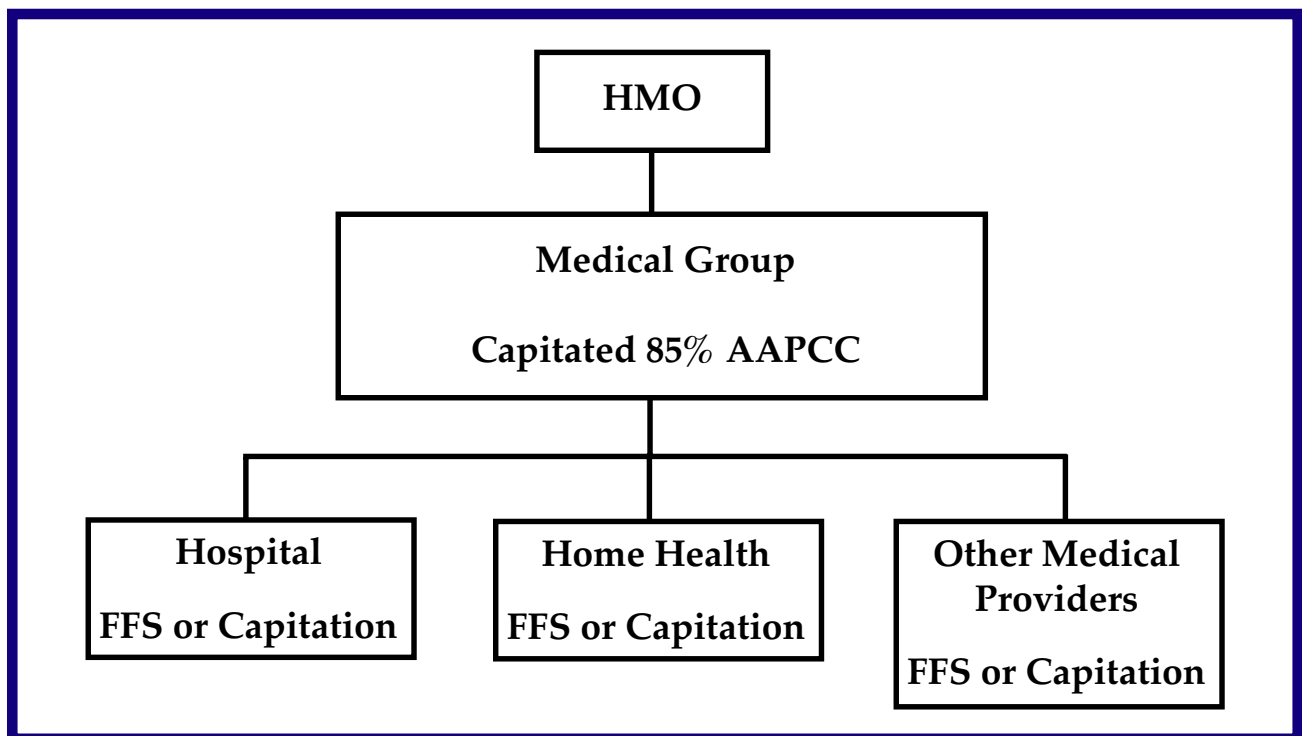 HMO
Medical Group
Capitated 85% AAPCC
Hospital
FFS or Capitation
Home Health
FFS or Capitation
Other Medical
Providers
FFS or Capitation